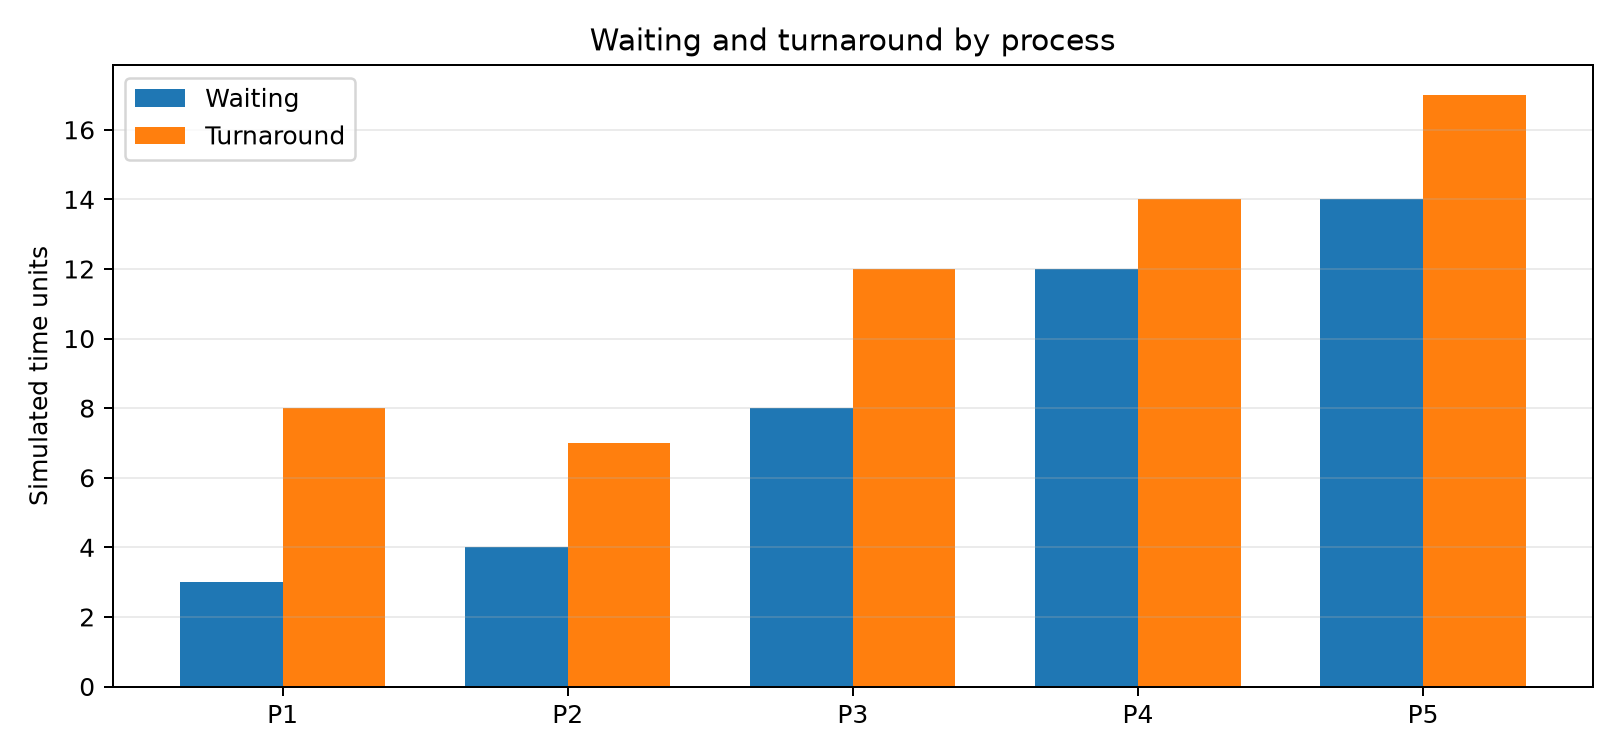 Waiting and turnaround by process
Waiting
Turnaround
Simulated time units
16
14
12
10
8
6
4
2
0
P1 P2 P3 P4 P5